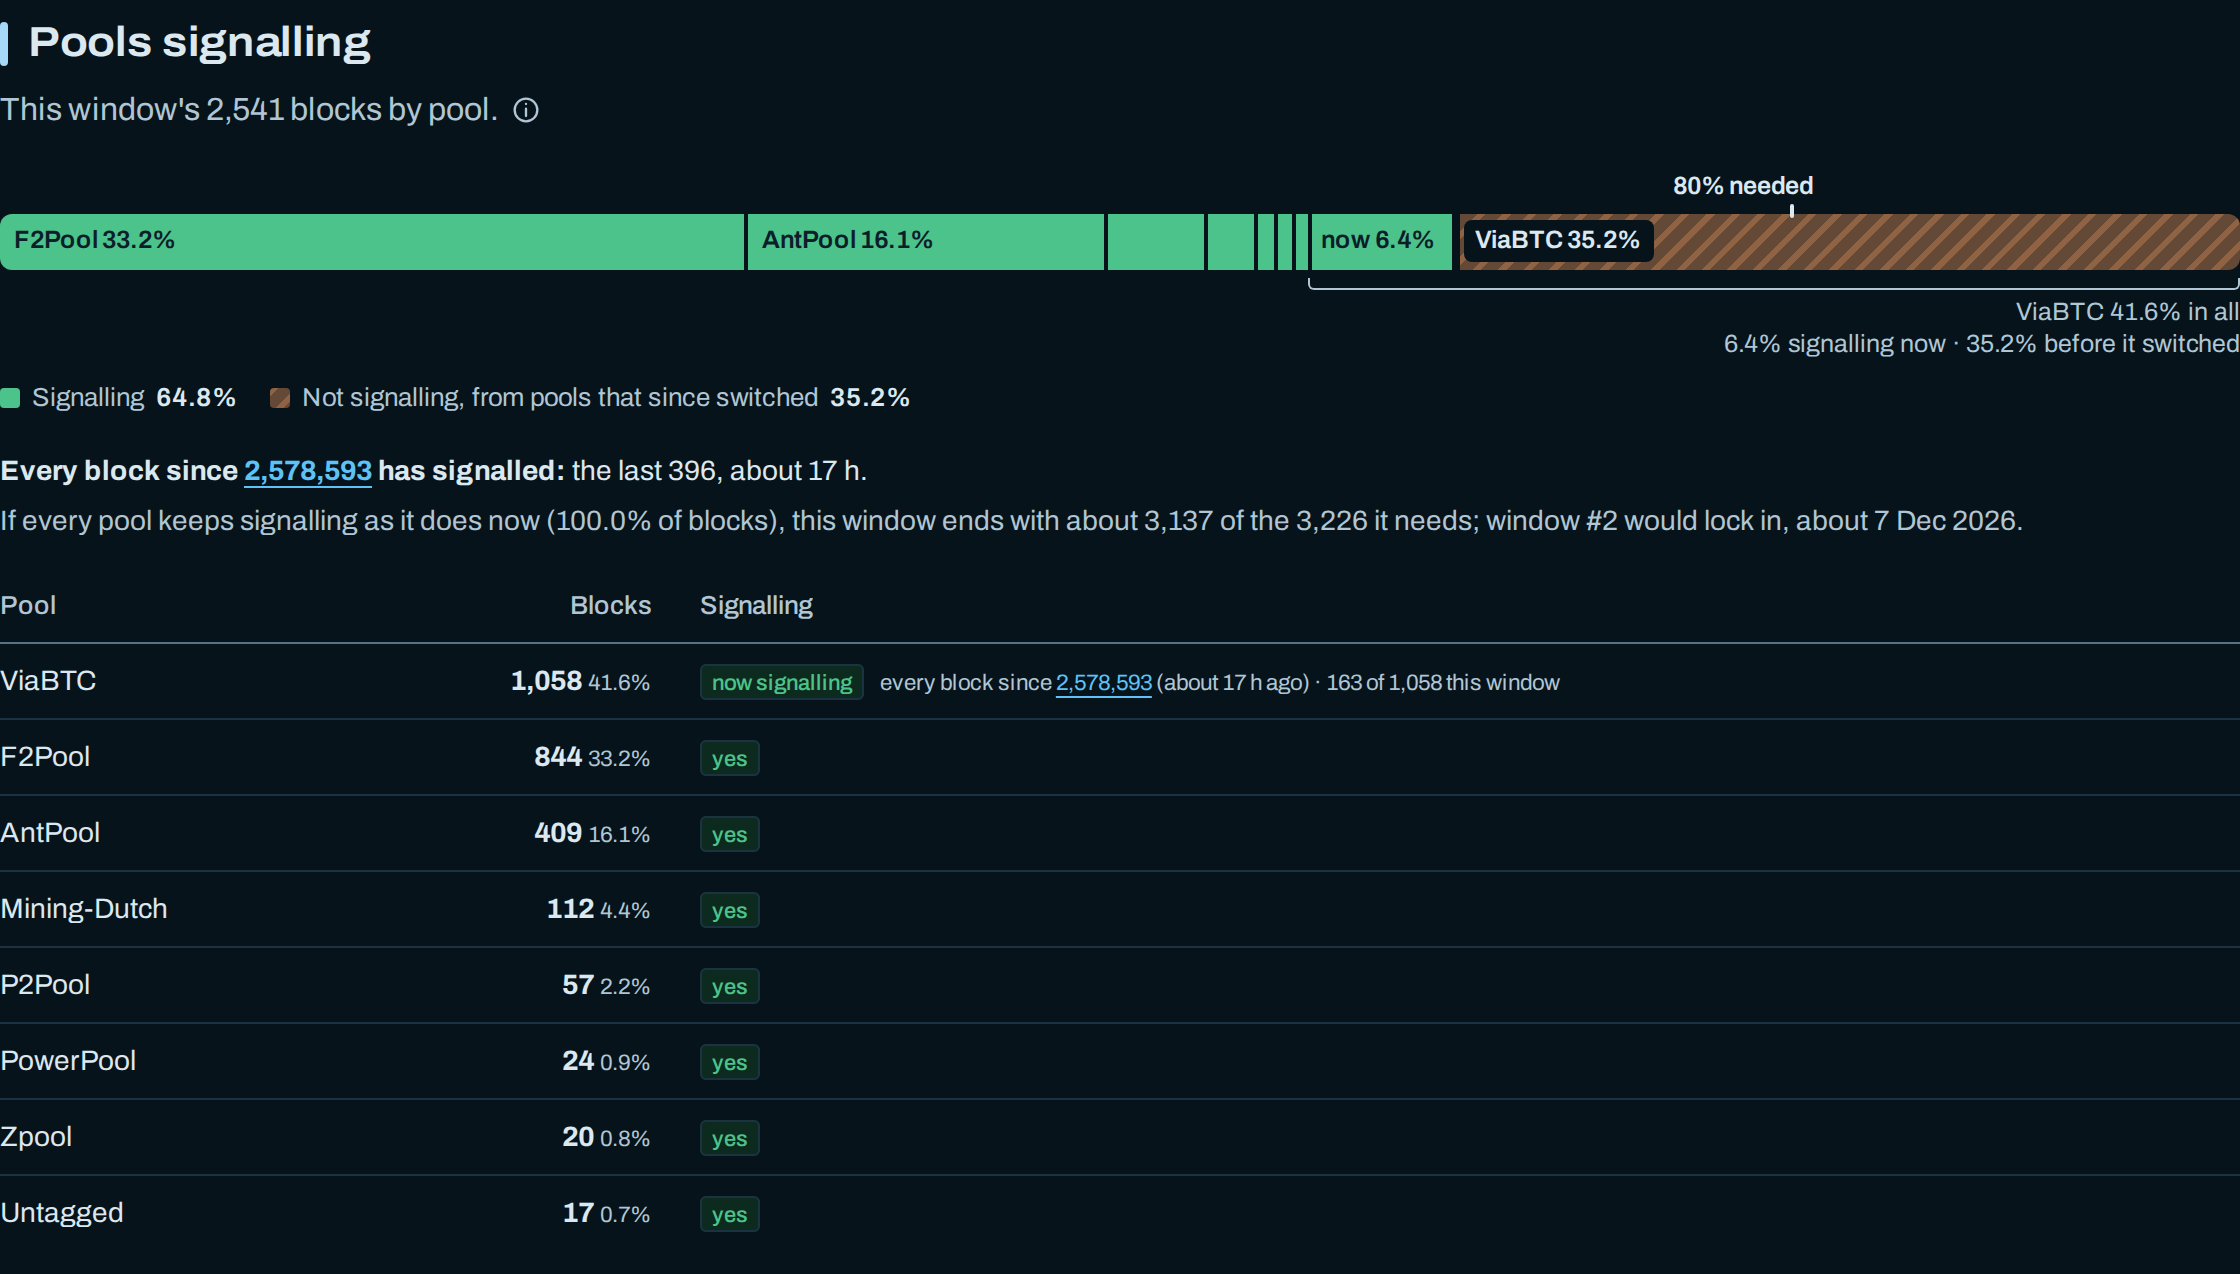 Pools signalling
This window's 2,541 blocks by pool.
80% needed
F2Pool 33.2% AntPool 16.1% now 6.4% ViaBTC 35.2%
ViaBTC 41.6% in all
6.4% signalling now · 35.2% before it switched
Signalling 64.8% Not signalling, from pools that since switched 35.2%
Every block since 2,578,593 has signalled: the last 396, about 17 h.
If every pool keeps signalling as it does now (100.0% of blocks), this window ends with about 3,137 of the 3,226 it needs; window #2 would lock in, about 7 Dec 2026.
Pool Blocks Signalling
ViaBTC 1,058 41.6% now signalling every block since 2,578,593 (about 17 h ago) · 163 of 1,058 this window
F2Pool 844 33.2% yes
AntPool 409 16.1% yes
Mining-Dutch 112 4.4% yes
P2Pool 57 2.2% yes
PowerPool 24 0.9% yes
Zpool 20 0.8% yes
Untagged 17 0.7% yes